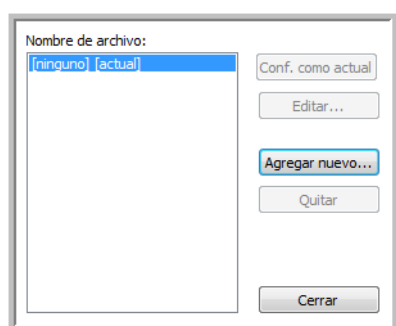 Nombre de archivo:
[ninguno] [actual]
Conf. como actual
Editar...
Agregar nuevo...
Quitar
Cerrar